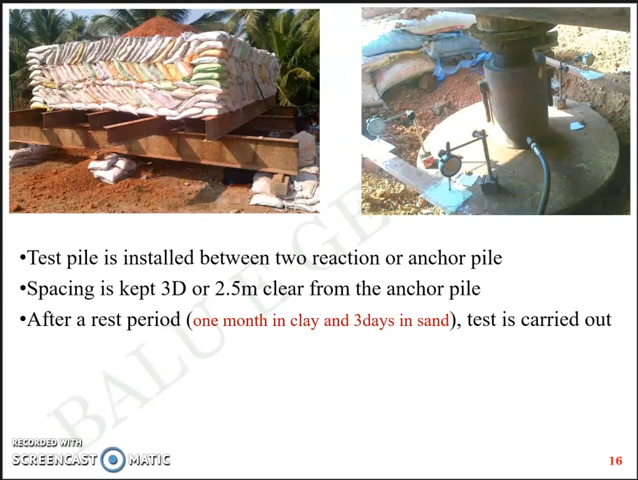 •Test pile is installed between two reaction or anchor pile
•Spacing is kept 3D or 2.5m clear from the anchor pile
•After a rest period (one month in clay and 3days in sand), test is carried out
BALU E GE
RECORDED WITH
SCREENCAST MATIC
16